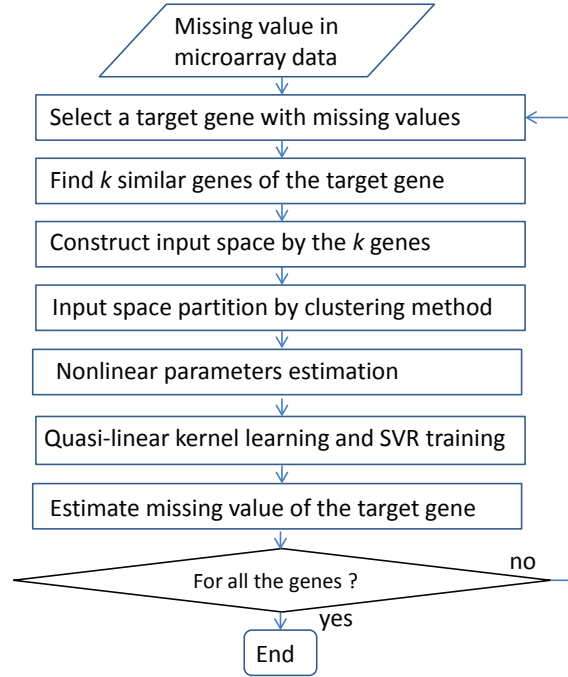 Missing value in
microarray data
Select a target gene with missing values
Find k similar genes of the target gene
Construct input space by the k genes
Input space partition by clustering method
Nonlinear parameters estimation
Quasi-linear kernel learning and SVR training
Estimate missing value of the target gene
For all the genes ?
no
yes
End